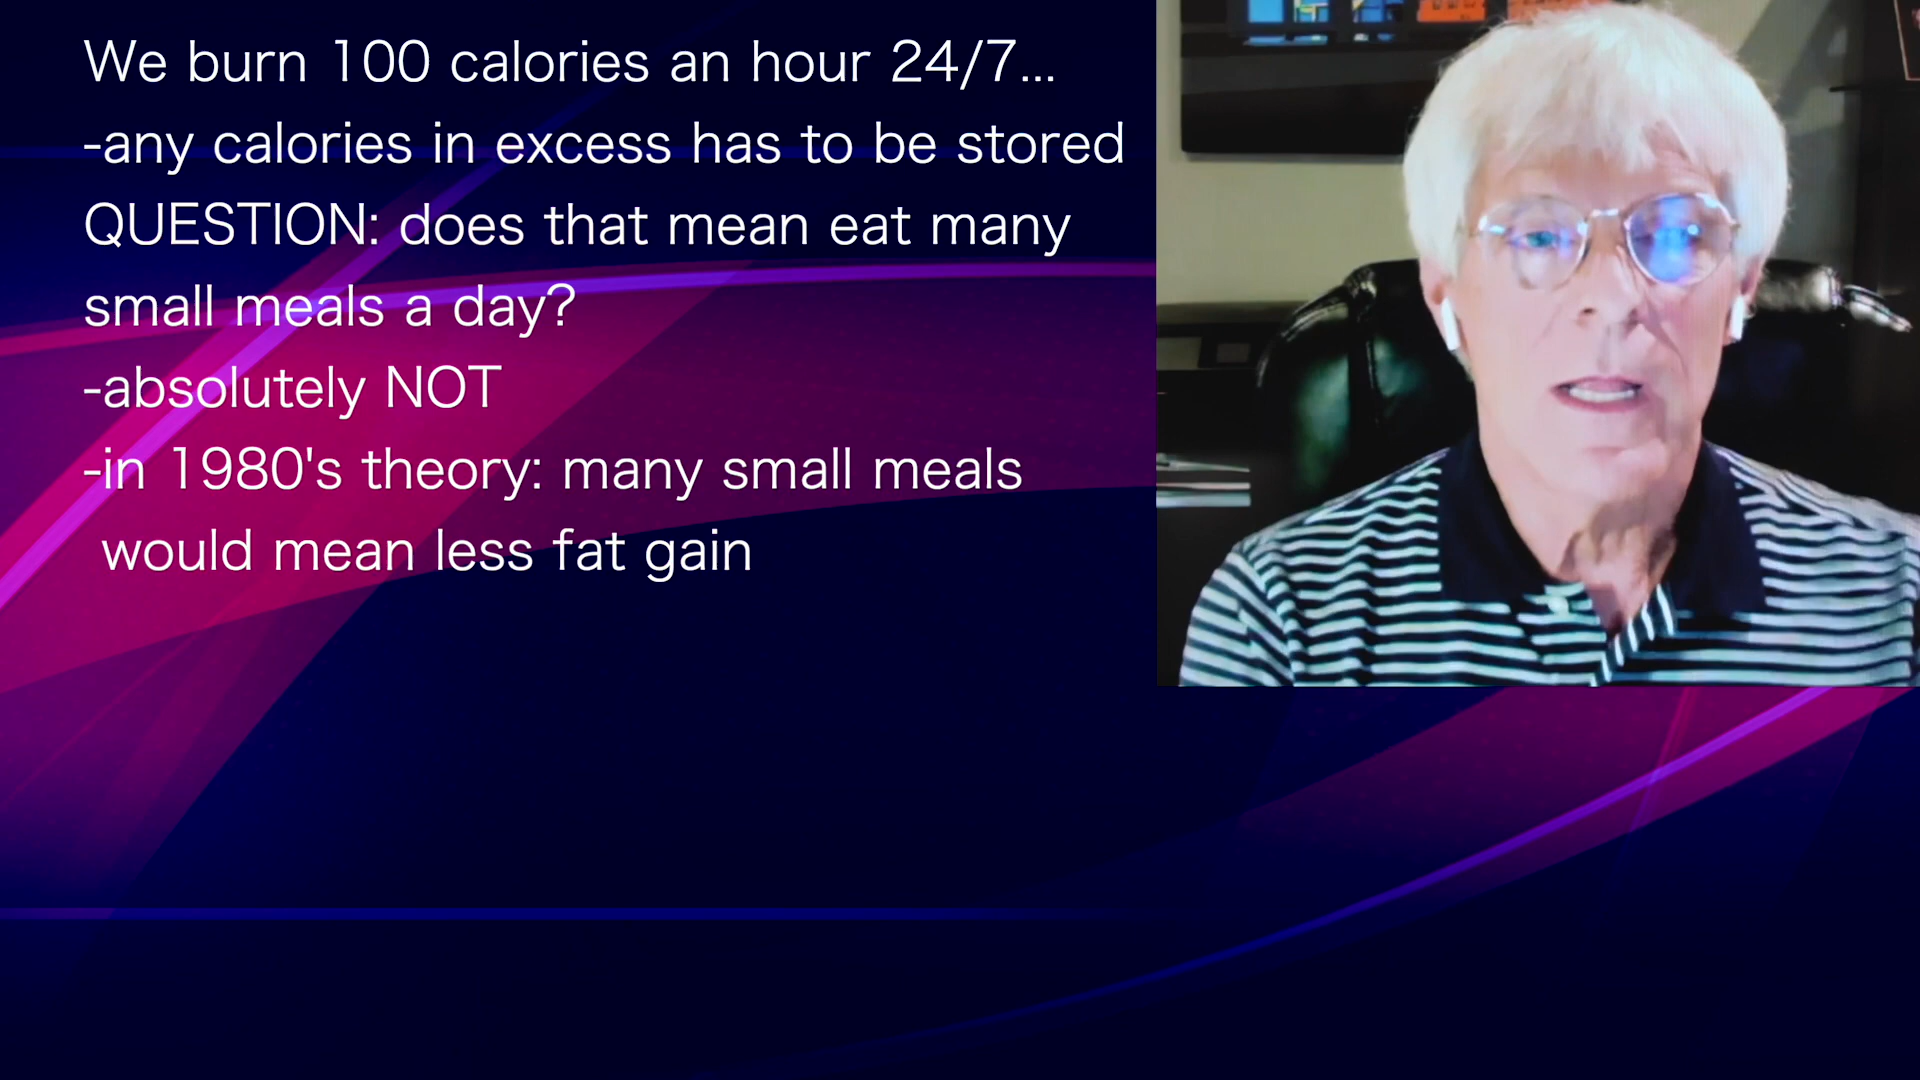 We burn 100 calories an hour 24/7...
-any calories in excess has to be stored
QUESTION: does that mean eat many
small meals a day?
-absolutely NOT
-in 1980's theory: many small meals
would mean less fat gain